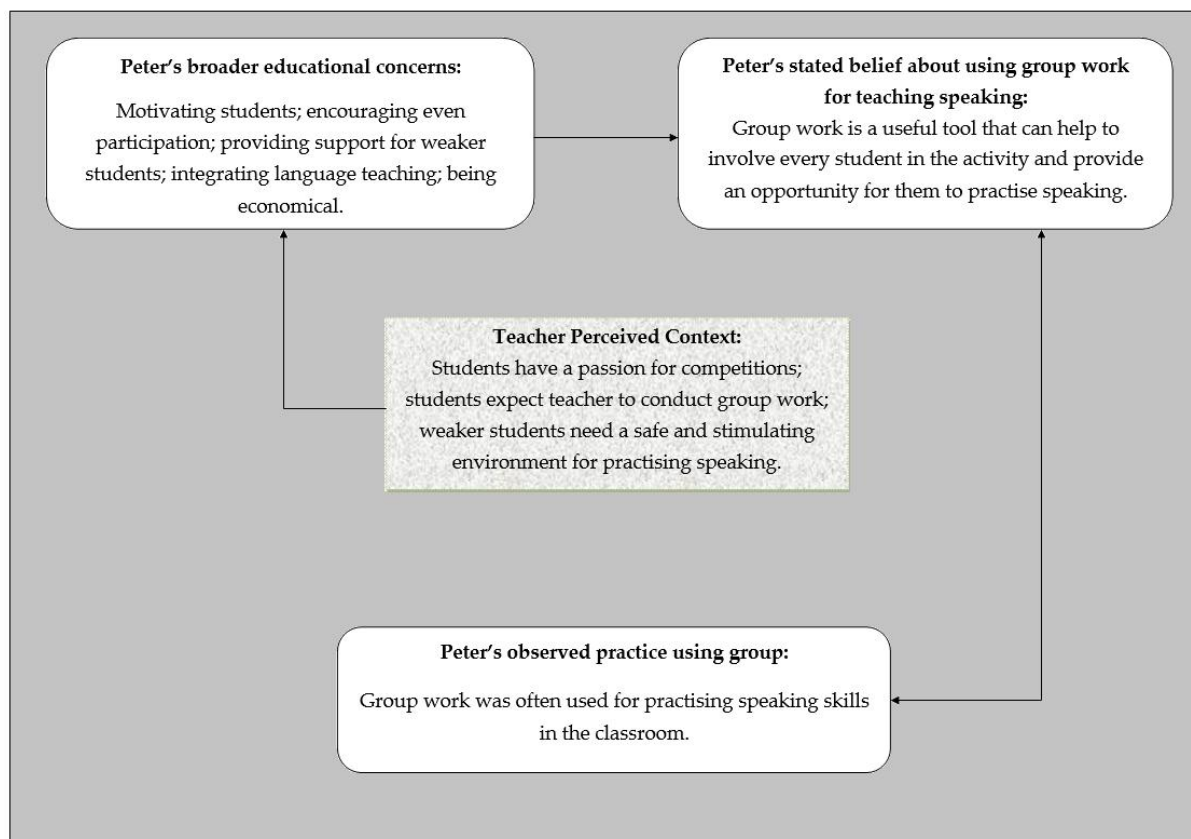 Peter’s broader educational concerns:
Motivating students; encouraging even
participation; providing support for weaker
students; integrating language teaching; being
economical.
Peter’s stated belief about using group work
for teaching speaking:
Group work is a useful tool that can help to
involve every student in the activity and provide
an opportunity for them to practise speaking.
Teacher Perceived Context:
Students have a passion for competitions;
students expect teacher to conduct group work;
weaker students need a safe and stimulating
environment for practising speaking.
Peter’s observed practice using group:
Group work was often used for practising speaking skills
in the classroom.